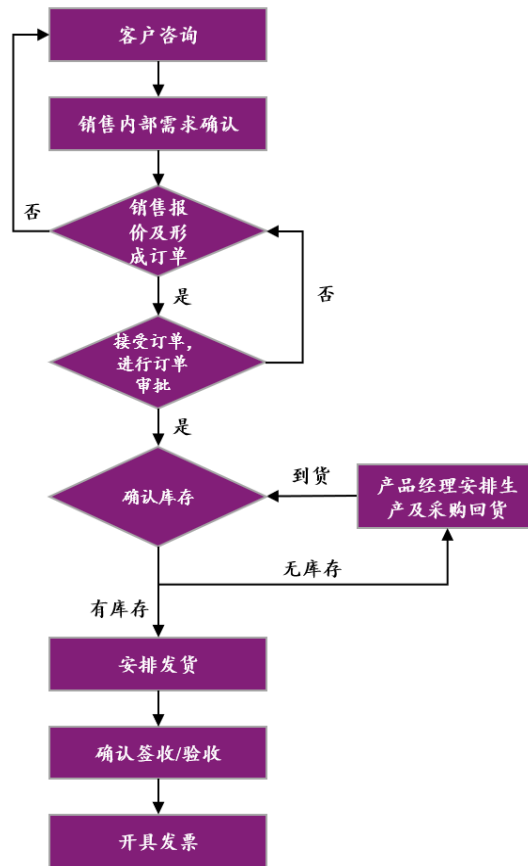 客户咨询
销售内部需求确认
否
销售报
价及形
成订单
是
否
接受订单，
进行订单
审批
是
确认库存
到货
产品经理安排生
产及采购回货
无库存
有库存
安排发货
确认签收/验收
开具发票